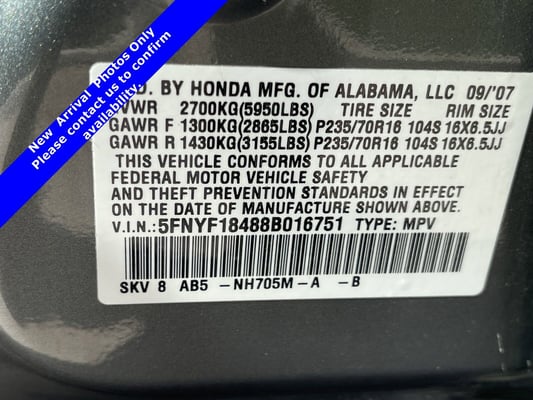 New Arrival Photos Only
Please contact us to confirm
availability.
D. BY HONDA MFG. OF ALABAMA, LLC 09/'07
VWR 2700KG(5950LBS) TIRE SIZE RIM SIZE
GAWR F 1300KG(2865LBS) P235/70R16 104S 16X6.5JJ
GAWR R 1430KG(3155LBS) P235/70R16 104S 16X6.5JJ
THIS VEHICLE CONFORMS TO ALL APPLICABLE
FEDERAL MOTOR VEHICLE SAFETY
AND THEFT PREVENTION STANDARDS IN EFFECT
ON THE DATE OF MANUFACTURE SHOWN ABOVE.
V.I.N.:5FNYF18488B016751 TYPE: MPV
SKV 8 AB5 -NH705M-A -B